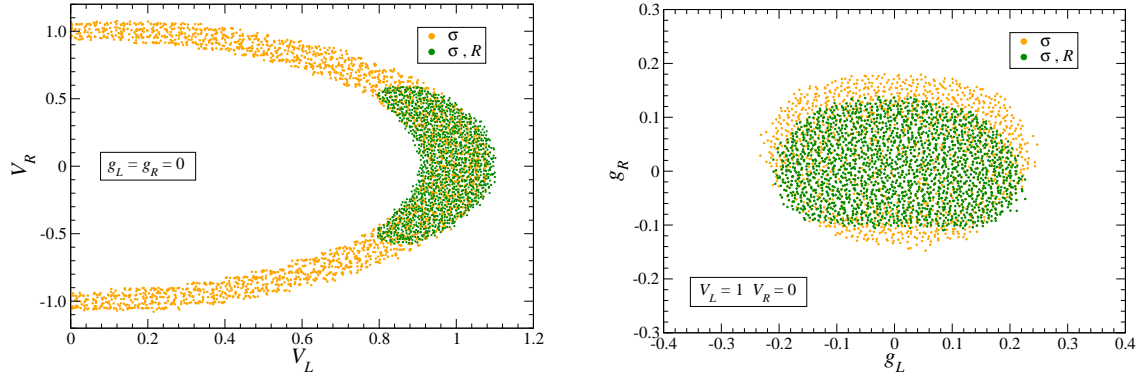 1.0
0.5
0
-0.5
-1.0
V_R
σ
σ , R
g_L = g_R = 0
0
0.2
0.4
0.6
0.8
1
1.2
V_L
0.3
0.2
0.1
0
-0.1
-0.2
-0.3
g_R
σ
σ , R
V_L = 1 V_R = 0
-0.4
-0.3
-0.2
-0.1
0
0.1
0.2
0.3
0.4
g_L